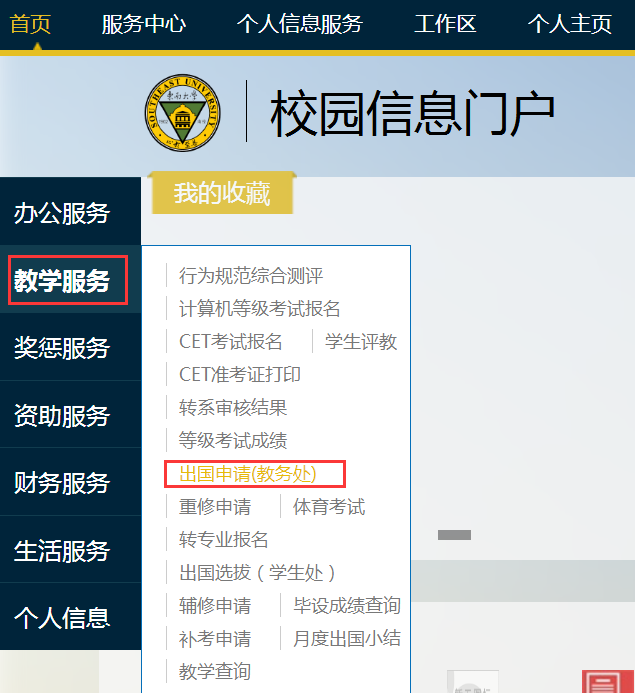 首页 服务中心 个人信息服务 工作区 个人主页
SOUTHEAST UNIVERSITY
校园信息门户
我的收藏
办公服务
教学服务
奖惩服务
资助服务
财务服务
生活服务
个人信息
行为规范综合测评
计算机等级考试报名
CET考试报名 学生评教
CET准考证打印
转系审核结果
等级考试成绩
出国申请(教务处)
重修申请 体育考试
转专业报名
出国选拔（学生处）
辅修申请 毕设成绩查询
补考申请 月度出国小结
教学查询